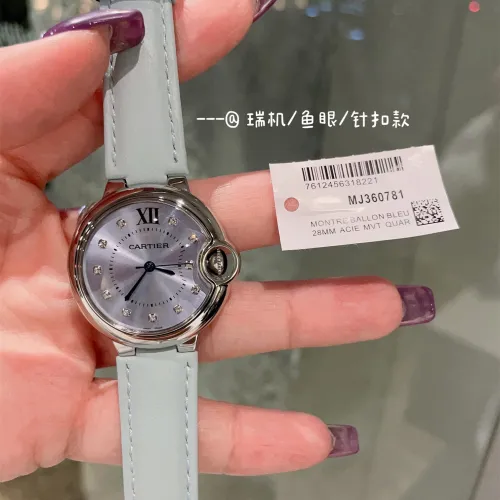 ---@ 瑞机/鱼眼/针扣款
7612456318221
MJ360781
MONTRE BALLON BLEU
28MM ACIE MVT QUAR
XII
CARTIER